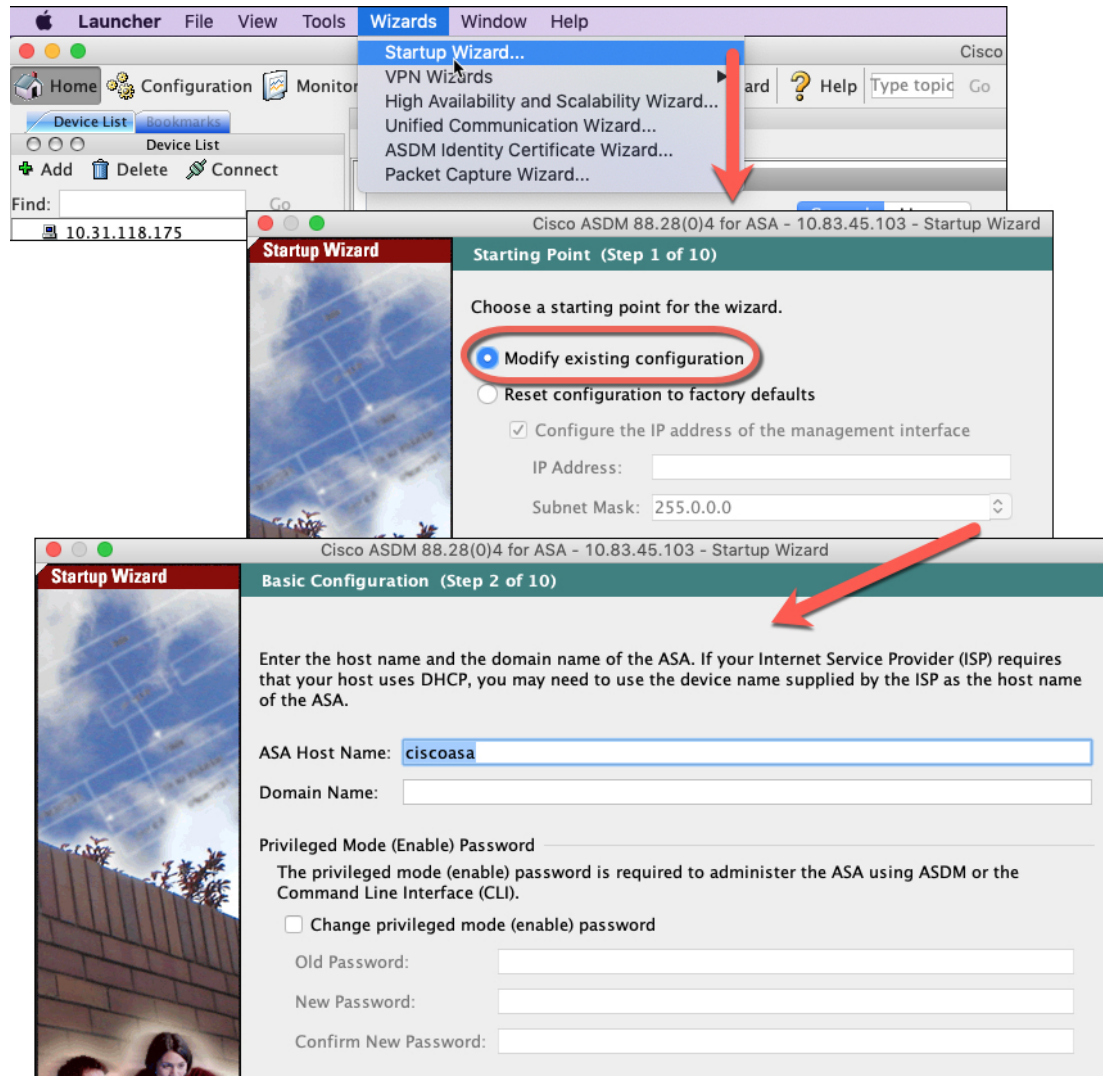 Launcher File View Tools Wizards Window Help
Startup Wizard...
Cisco
VPN Wizards
Home Configuration Monitor
ard Help Type topic Go
High Availability and Scalability Wizard...
Device List Bookmarks
Unified Communication Wizard...
Device List
ASDM Identity Certificate Wizard...
Add Delete Connect
Packet Capture Wizard...
Find: Go
10.31.118.175
Cisco ASDM 88.28(0)4 for ASA - 10.83.45.103 - Startup Wizard
Startup Wizard
Starting Point (Step 1 of 10)
Choose a starting point for the wizard.
Modify existing configuration
Reset configuration to factory defaults
Configure the IP address of the management interface
IP Address:
Subnet Mask: 255.0.0.0
Cisco ASDM 88.28(0)4 for ASA - 10.83.45.103 - Startup Wizard
Startup Wizard
Basic Configuration (Step 2 of 10)
Enter the host name and the domain name of the ASA. If your Internet Service Provider (ISP) requires
that your host uses DHCP, you may need to use the device name supplied by the ISP as the host name
of the ASA.
ASA Host Name: ciscoasa
Domain Name:
Privileged Mode (Enable) Password
The privileged mode (enable) password is required to administer the ASA using ASDM or the
Command Line Interface (CLI).
Change privileged mode (enable) password
Old Password:
New Password:
Confirm New Password: